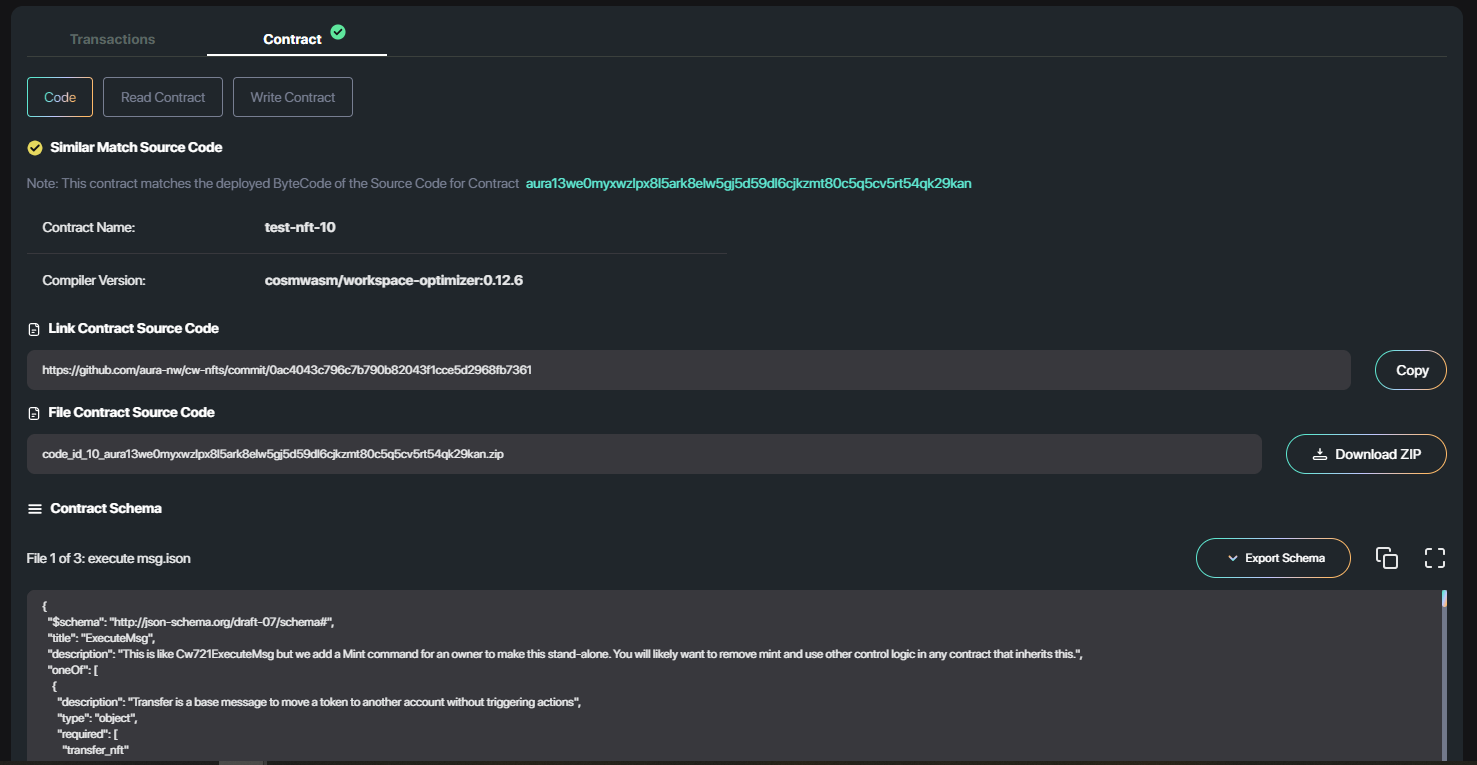 Transactions
Contract
Code
Read Contract
Write Contract
Similar Match Source Code
Note: This contract matches the deployed ByteCode of the Source Code for Contract aura13we0myxwzlpx8l5ark8elw5gj5d59dl6cjkzmt80c5q5cv5rt54qk29kan
Contract Name: test-nft-10
Compiler Version: cosmwasm/workspace-optimizer:0.12.6
Link Contract Source Code
https://github.com/aura-nw/cw-nfts/commit/0ac4043c796c7b790b82043f1cce5d2968fb7361
Copy
File Contract Source Code
code_id_10_aura13we0myxwzlpx8l5ark8elw5gj5d59dl6cjkzmt80c5q5cv5rt54qk29kan.zip
Download ZIP
Contract Schema
File 1 of 3: execute msg.json
Export Schema
{
"$schema": "http://json-schema.org/draft-07/schema#",
"title": "ExecuteMsg",
"description": "This is like Cw721ExecuteMsg but we add a Mint command for an owner to make this stand-alone. You will likely want to remove mint and use other control logic in any contract that inherits this.",
"oneOf": [
{
"description": "Transfer is a base message to move a token to another account without triggering actions",
"type": "object",
"required": [
"transfer_nft"